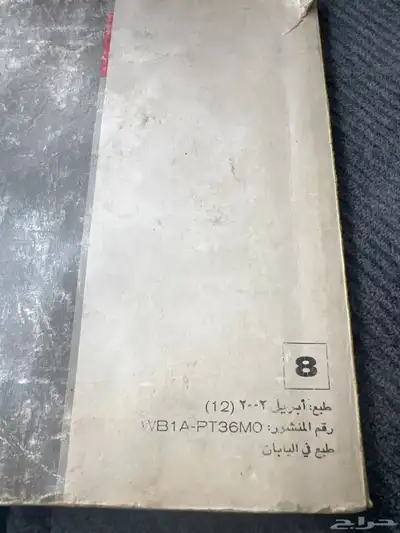 8
طبع: أبريل ٢٠٠٢ (12)
رقم المنشور: WB1A-PT36M0
طبع في اليابان
حراج